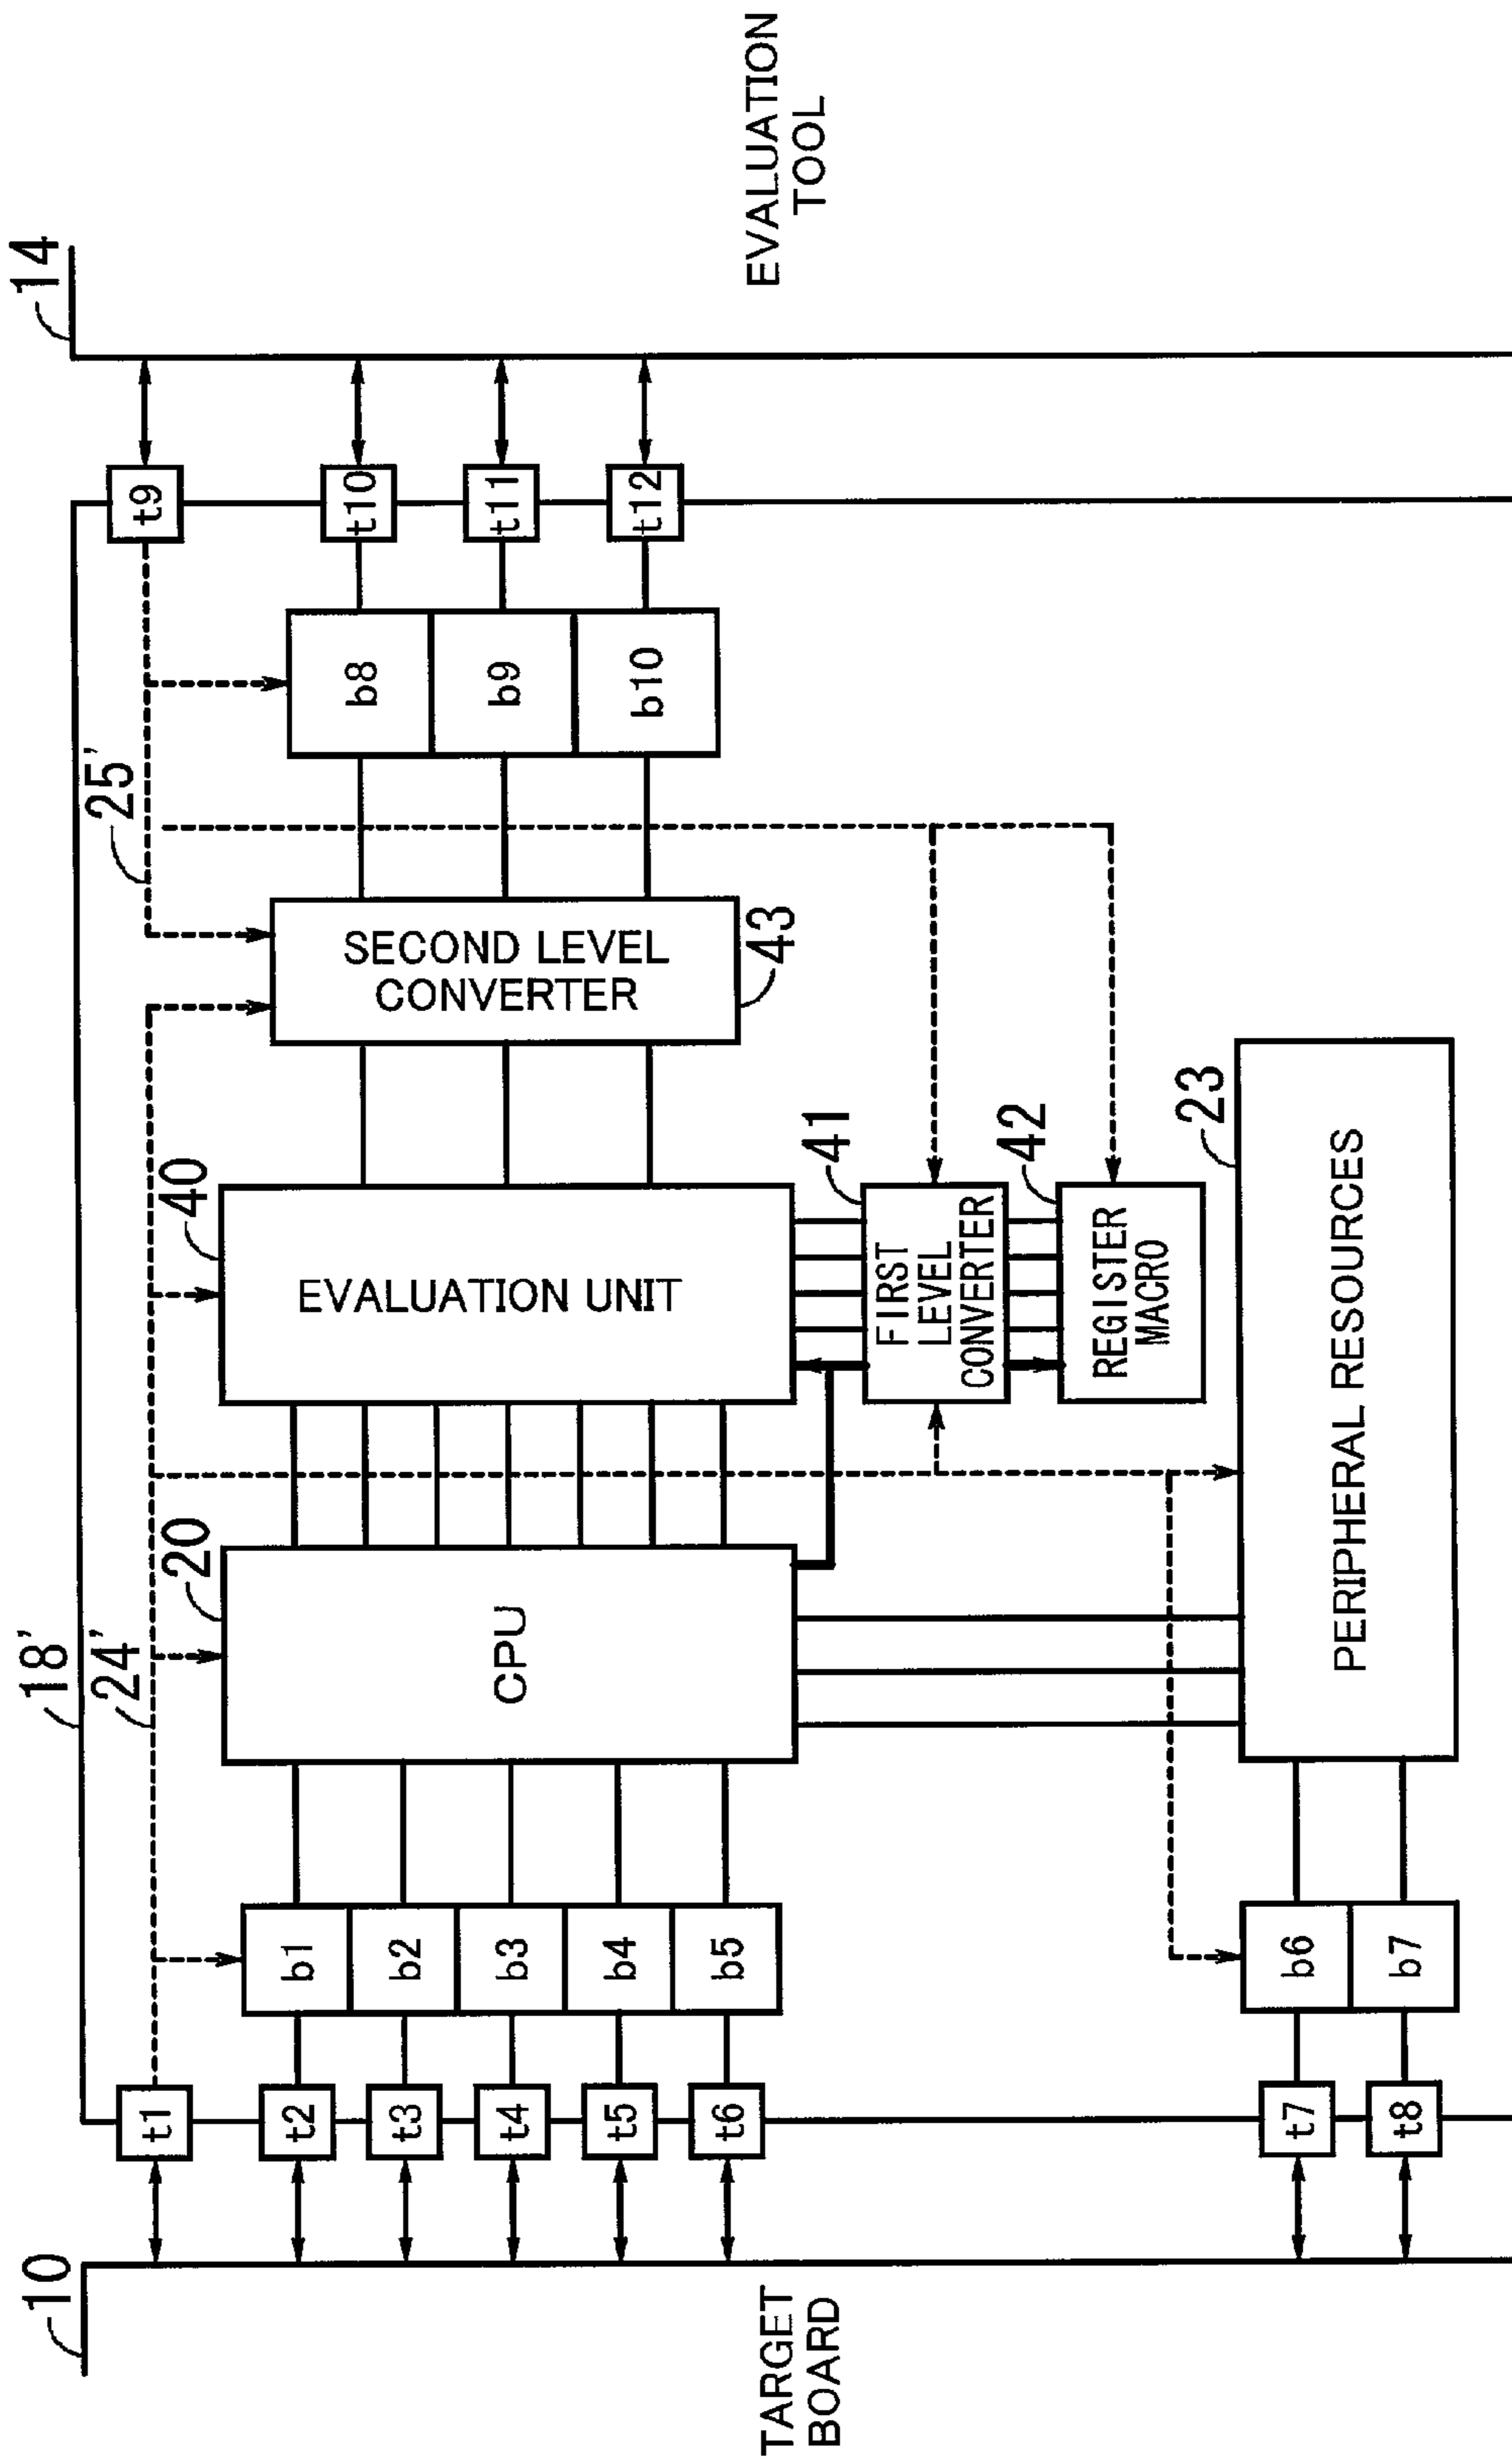 10
18'
24'
25'
14
t1
t9
20
40
t2
t3
t4
t5
t6
b1
b2
b3
b4
b5
CPU
EVALUATION UNIT
SECOND LEVEL
CONVERTER
43
b8
b9
b10
t10
t11
t12
TARGET
BOARD
EVALUATION
TOOL
41
FIRST
LEVEL
CONVERTER
42
REGISTER
MACRO
23
t7
t8
b6
b7
PERIPHERAL RESOURCES